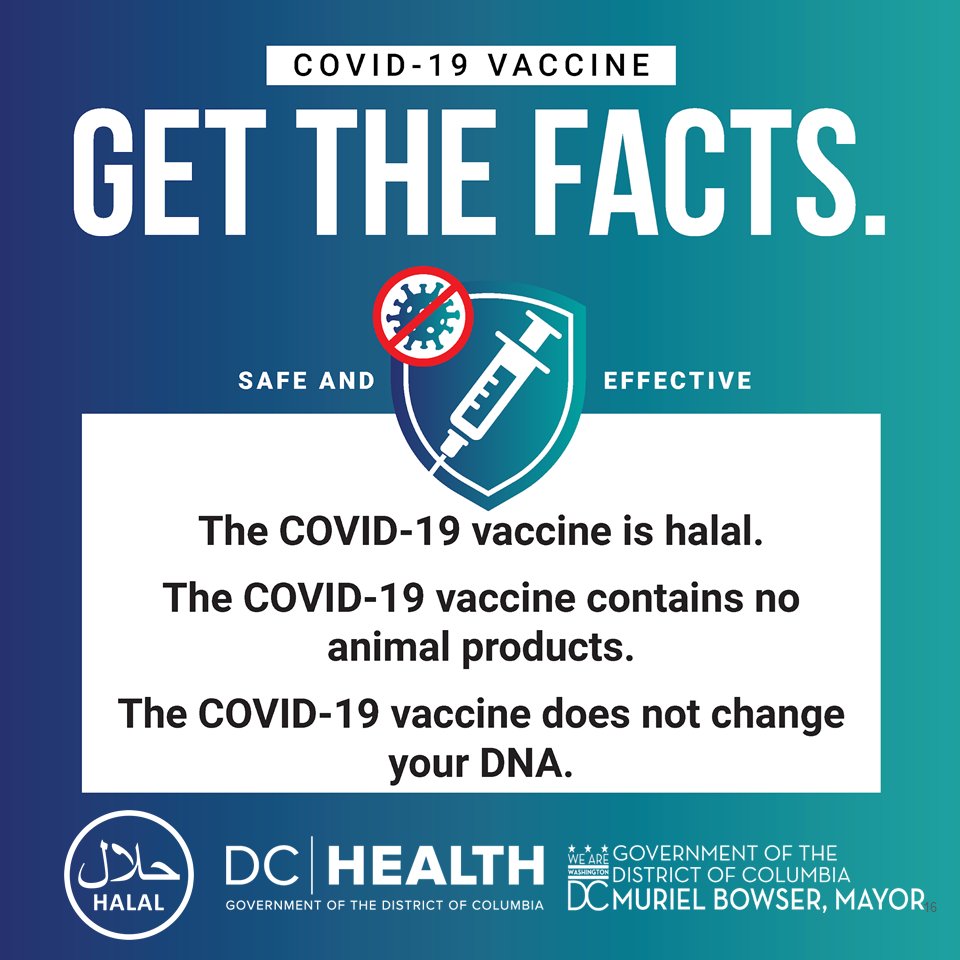 COVID-19 VACCINE
GET THE FACTS.
SAFE AND
EFFECTIVE
The COVID-19 vaccine is halal.
The COVID-19 vaccine contains no
animal products.
The COVID-19 vaccine does not change
your DNA.
حلال
HALAL
DC HEALTH
GOVERNMENT OF THE DISTRICT OF COLUMBIA
WE ARE
WASHINGTON
DC
GOVERNMENT OF THE
DISTRICT OF COLUMBIA
MURIEL BOWSER, MAYOR
16